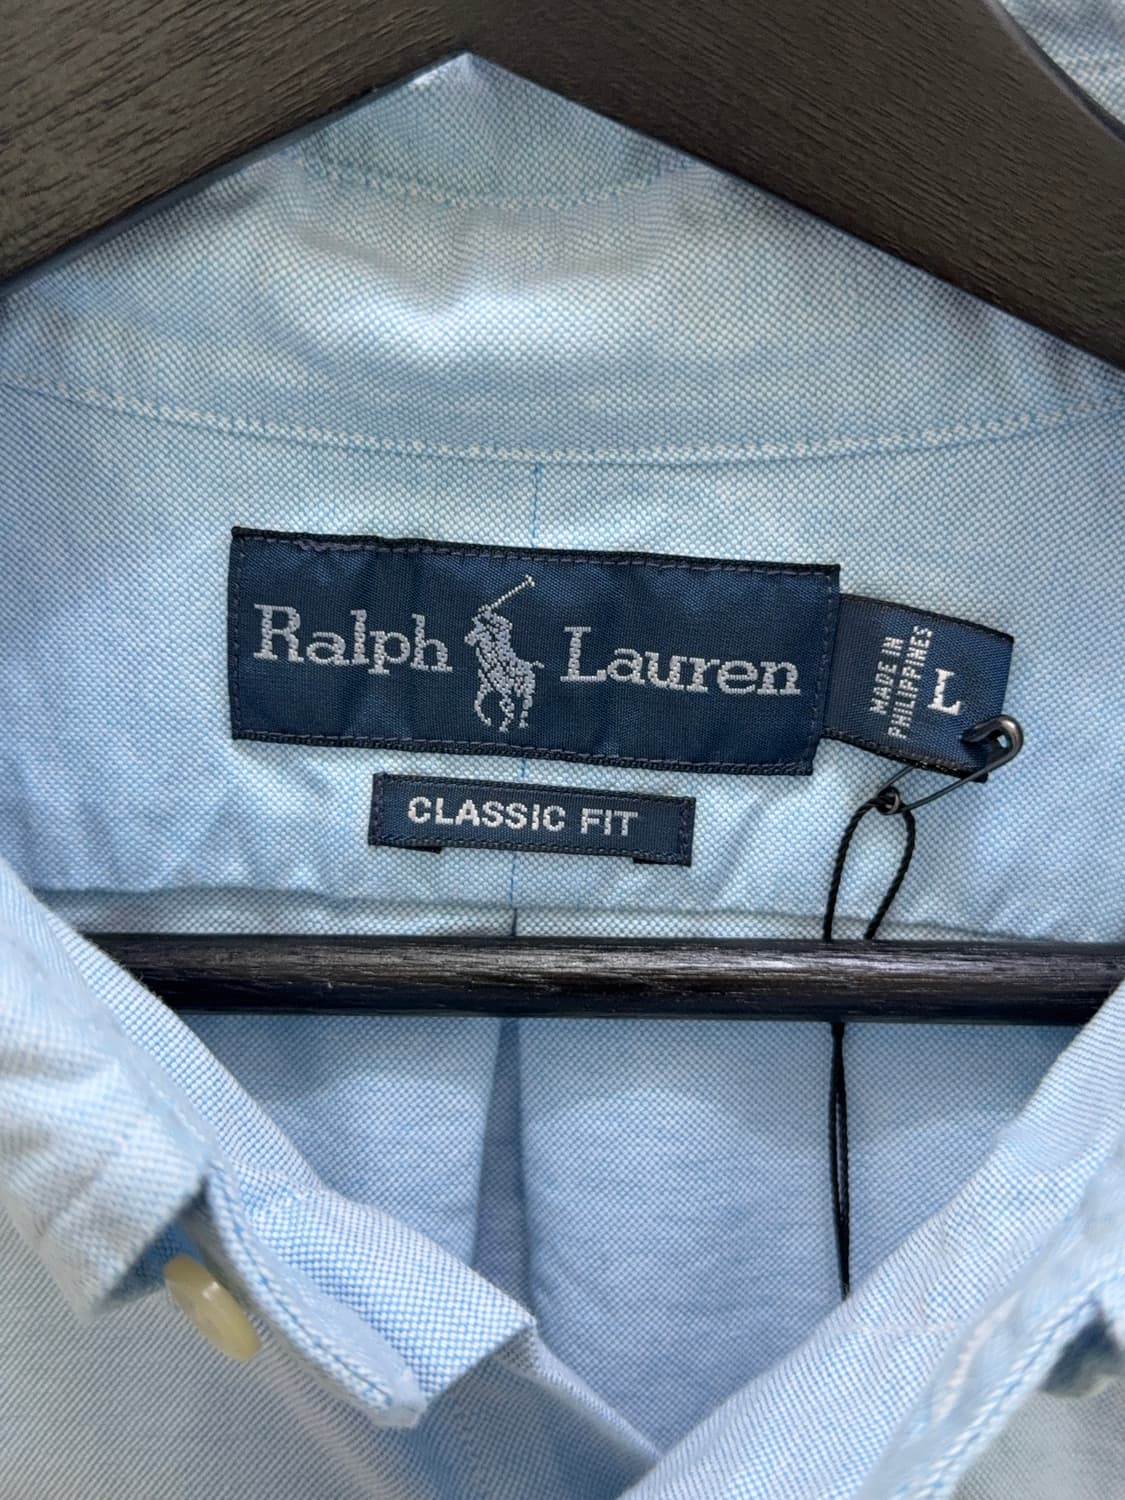 Ralph Lauren
MADE IN
PHILIPPINES
L
CLASSIC FIT